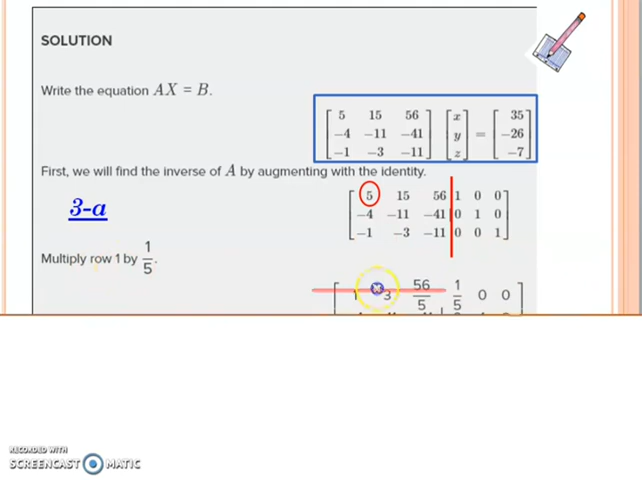 SOLUTION
Write the equation AX = B.
[ 5 15 56 ] [ x ] = [ 35 ]
[ −4 −11 −41 ] [ y ] [ −26 ]
[ −1 −3 −11 ] [ z ] [ −7 ]
First, we will find the inverse of A by augmenting with the identity.
[ 5 15 56 | 1 0 0 ]
[ −4 −11 −41 | 0 1 0 ]
[ −1 −3 −11 | 0 0 1 ]
3-a
Multiply row 1 by 1/5.
[ 1 3 56/5 1/5 0 0 ]
RECORDED WITH
SCREENCAST MATIC